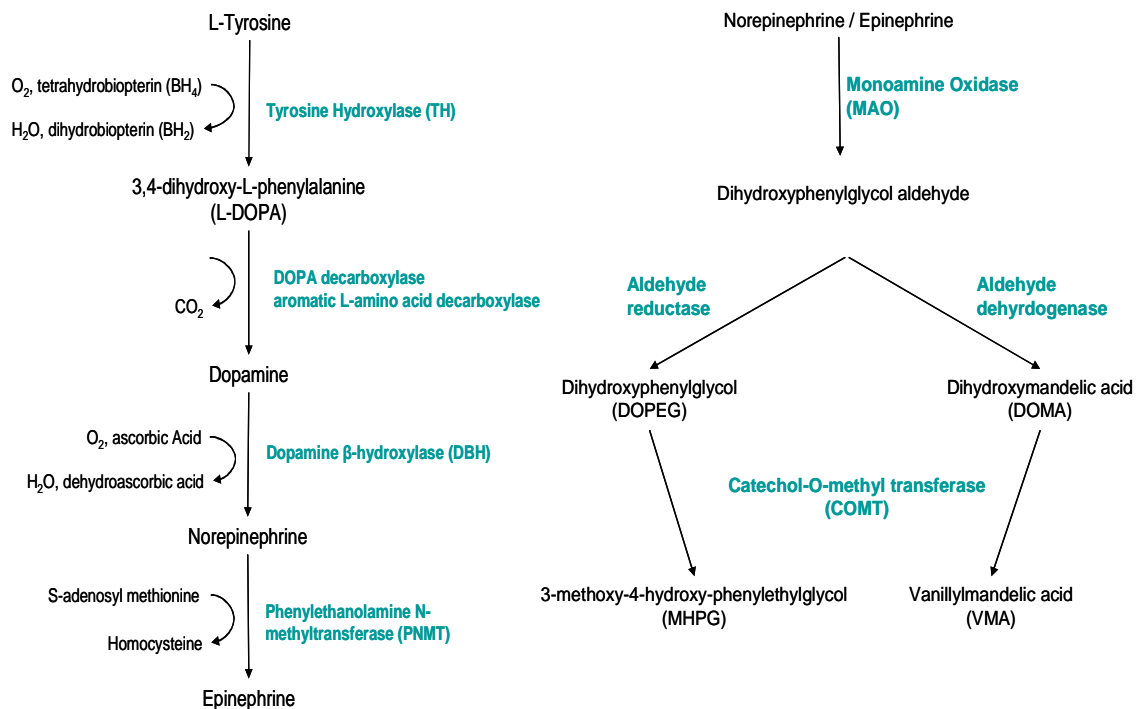 L-Tyrosine
O₂, tetrahydrobiopterin (BH₄)
Tyrosine Hydroxylase (TH)
H₂O, dihydrobiopterin (BH₂)
3,4-dihydroxy-L-phenylalanine
(L-DOPA)
DOPA decarboxylase
aromatic L-amino acid decarboxylase
CO₂
Dopamine
O₂, ascorbic Acid
Dopamine β-hydroxylase (DBH)
H₂O, dehydroascorbic acid
Norepinephrine
S-adenosyl methionine
Phenylethanolamine N-
methyltransferase (PNMT)
Homocysteine
Epinephrine
Norepinephrine / Epinephrine
Monoamine Oxidase
(MAO)
Dihydroxyphenylglycol aldehyde
Aldehyde
reductase
Aldehyde
dehyrdogenase
Dihydroxyphenylglycol
(DOPEG)
Dihydroxymandelic acid
(DOMA)
Catechol-O-methyl transferase
(COMT)
3-methoxy-4-hydroxy-phenylethylglycol
(MHPG)
Vanillylmandelic acid
(VMA)